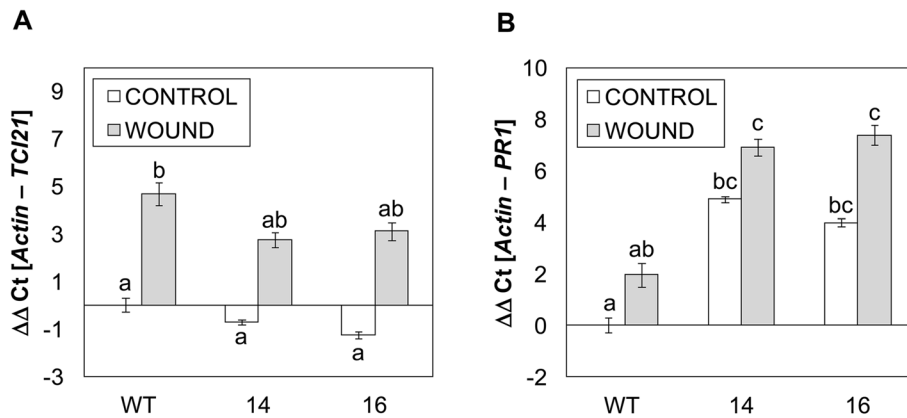 A
ΔΔ Ct [Actin – TCI21]
9
7
5
3
1
-1
-3
CONTROL
WOUND
a
b
a
ab
a
ab
WT 14 16
B
ΔΔ Ct [Actin – PR1]
10
8
6
4
2
0
-2
CONTROL
WOUND
a
ab
bc
c
bc
c
WT 14 16